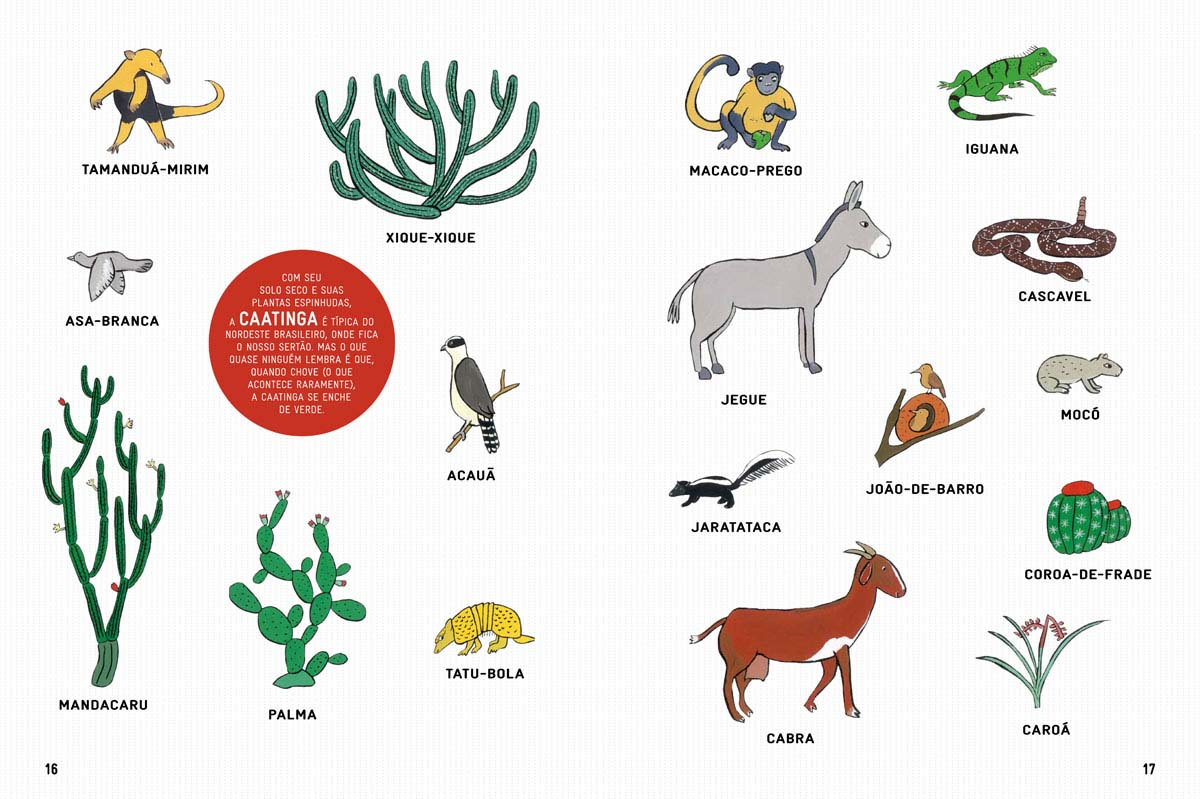 TAMANDUÁ-MIRIM
XIQUE-XIQUE
ASA-BRANCA
COM SEU
SOLO SECO E SUAS
PLANTAS ESPINHUDAS,
A CAATINGA É TÍPICA DO
NORDESTE BRASILEIRO, ONDE FICA
O NOSSO SERTÃO. MAS O QUE
QUASE NINGUÉM LEMBRA É QUE,
QUANDO CHOVE (O QUE
ACONTECE RARAMENTE),
A CAATINGA SE ENCHE
DE VERDE.
ACAUÃ
MANDACARU
PALMA
TATU-BOLA
16
MACACO-PREGO
IGUANA
CASCAVEL
JEGUE
MOCÓ
JOÃO-DE-BARRO
JARATATACA
COROA-DE-FRADE
CABRA
CAROÁ
17